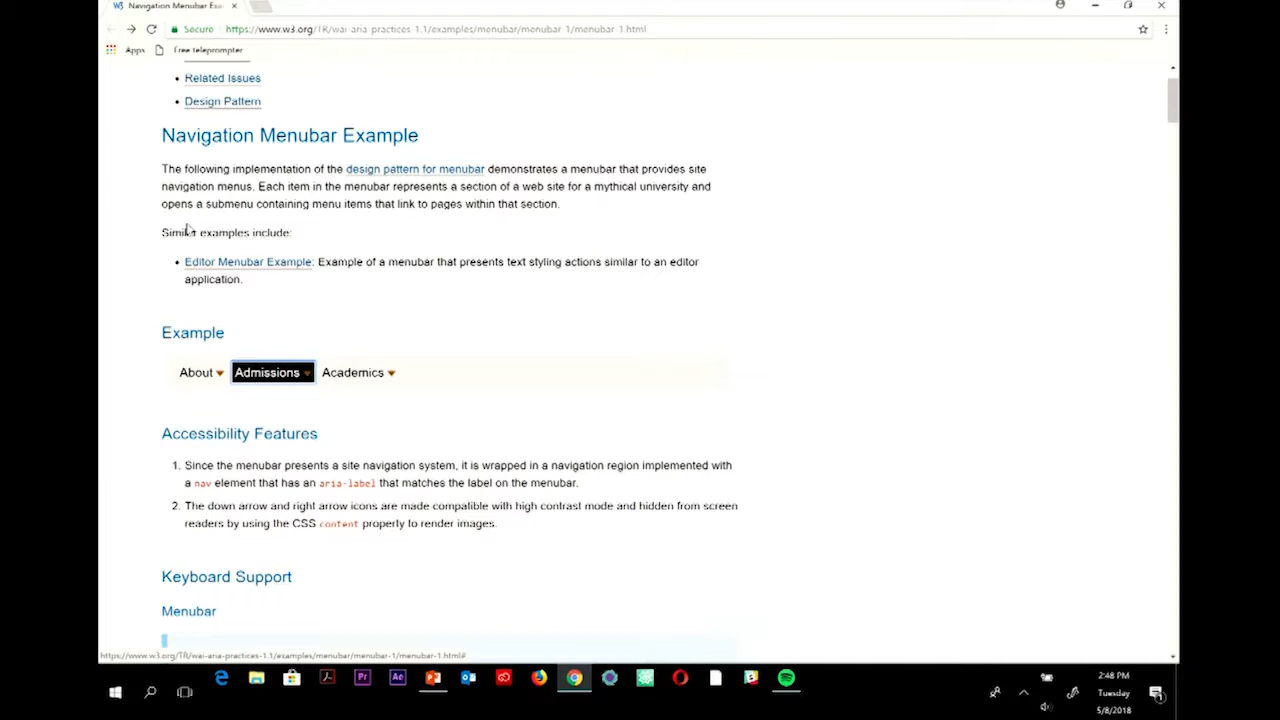 Navigation Menubar Exa
Secure
https://www.w3.org/TR/wai-aria-practices-1.1/examples/menubar/menubar-1/menubar-1.html
Apps
Free teleprompter
Related Issues
Design Pattern
Navigation Menubar Example
The following implementation of the design pattern for menubar demonstrates a menubar that provides site
navigation menus. Each item in the menubar represents a section of a web site for a mythical university and
opens a submenu containing menu items that link to pages within that section.
Similar examples include:
Editor Menubar Example: Example of a menubar that presents text styling actions similar to an editor
application.
Example
About Admissions Academics
Accessibility Features
1. Since the menubar presents a site navigation system, it is wrapped in a navigation region implemented with
a nav element that has an aria-label that matches the label on the menubar.
2. The down arrow and right arrow icons are made compatible with high contrast mode and hidden from screen
readers by using the CSS content property to render images.
Keyboard Support
Menubar
https://www.w3.org/TR/wai-aria-practices-1.1/examples/menubar/menubar-1/menubar-1.html#
Pr
Ae
2:48 PM
Tuesday
5/8/2018